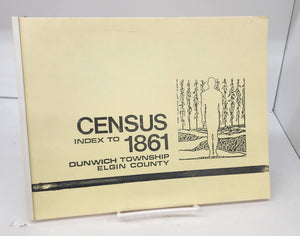 CENSUS
INDEX TO 1861
DUNWICH TOWNSHIP
ELGIN COUNTY